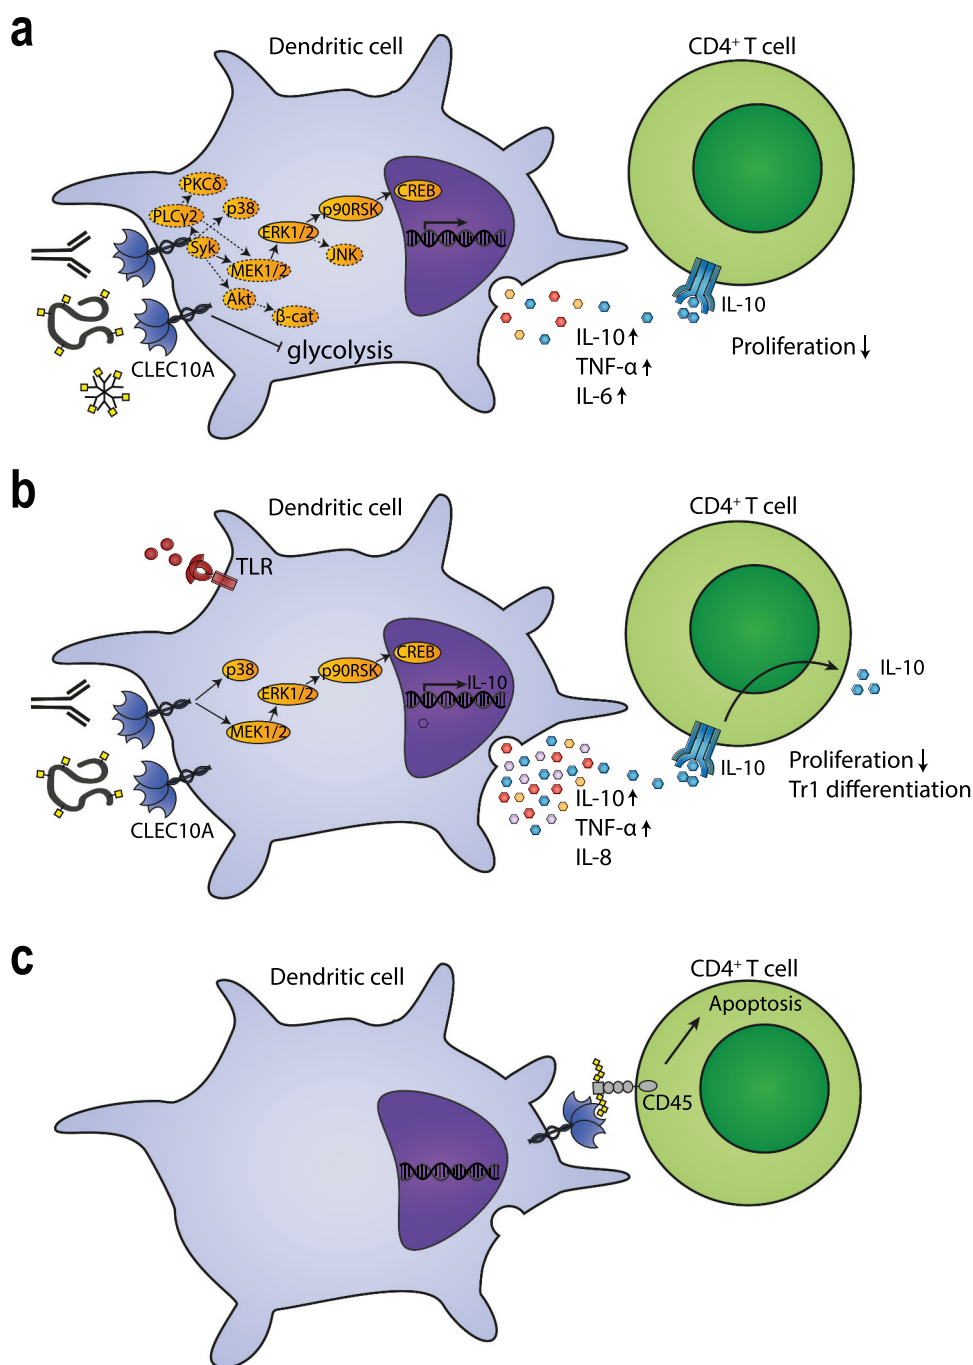 a
Dendritic cell
CD4⁺ T cell
PKCδ
PLCγ2
p38
Syk
MEK1/2
ERK1/2
p90RSK
CREB
JNK
Akt
β-cat
glycolysis
CLEC10A
IL-10↑
TNF-α↑
IL-6↑
IL-10
Proliferation↓
b
Dendritic cell
CD4⁺ T cell
TLR
p38
MEK1/2
ERK1/2
p90RSK
CREB
IL-10
CLEC10A
IL-10↑
TNF-α↑
IL-8
IL-10
IL-10
Proliferation↓
Tr1 differentiation
c
Dendritic cell
CD4⁺ T cell
Apoptosis
CD45